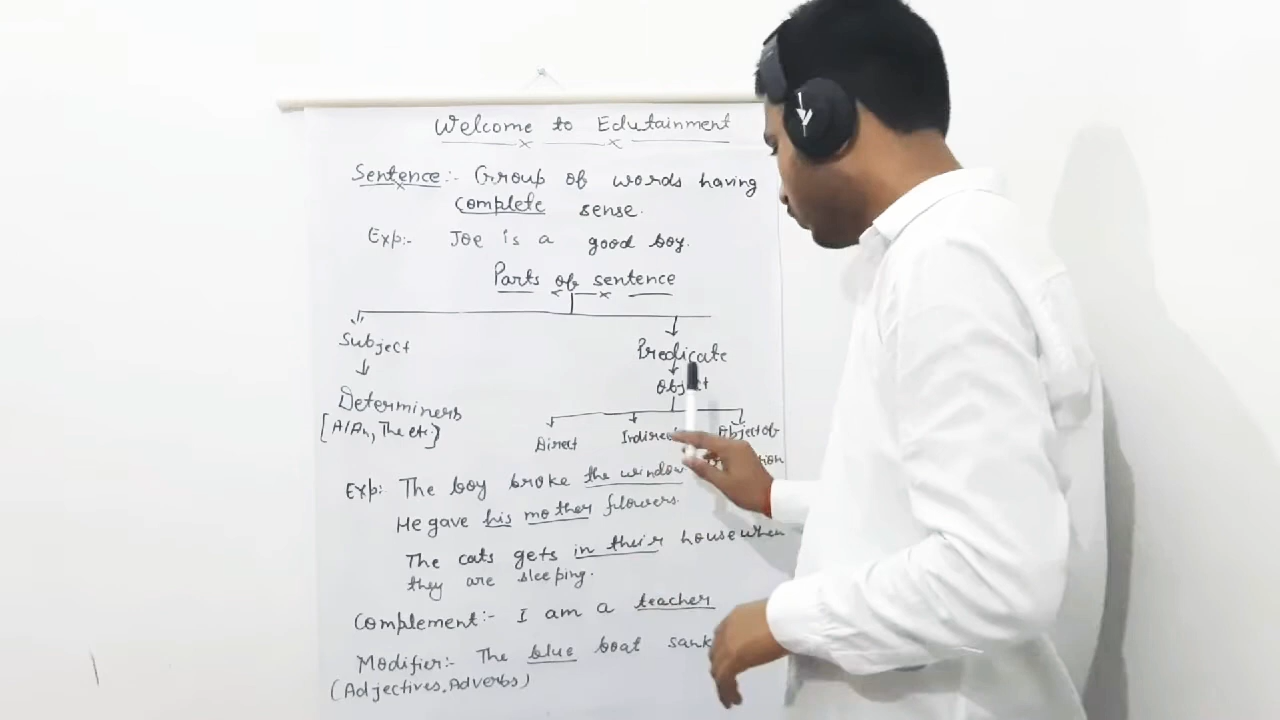 Welcome to Edutainment
Sentence:- Group of words having
complete sense.
Exp:- Joe is a good boy.
Parts of sentence
Subject
Predicate
Object
Determiners
[A/An, The etc.]
Direct Indirect Object of
Exp:- The boy broke the window
He gave his mother flowers.
The cats gets in their house when
they are sleeping.
Complement:- I am a teacher
Modifier:- The blue boat sank
(Adjectives, Adverbs)